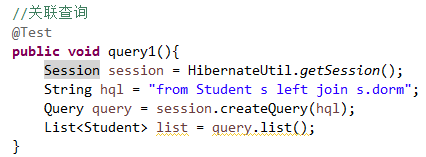 //关联查询
@Test
public void query1(){
Session session = HibernateUtil.getSession();
String hql = "from Student s left join s.dorm";
Query query = session.createQuery(hql);
List<Student> list = query.list();
}